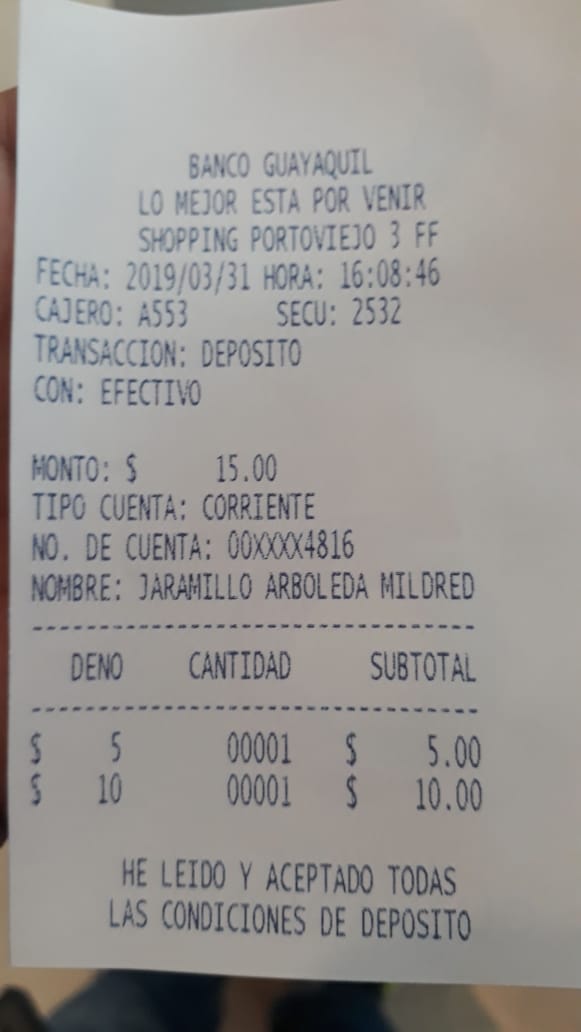 BANCO GUAYAQUIL
LO MEJOR ESTA POR VENIR
SHOPPING PORTOVIEJO 3 FF
FECHA: 2019/03/31 HORA: 16:08:46
CAJERO: A553 SECU: 2532
TRANSACCION: DEPOSITO
CON: EFECTIVO
MONTO: $ 15.00
TIPO CUENTA: CORRIENTE
NO. DE CUENTA: 00XXXX4816
NOMBRE: JARAMILLO ARBOLEDA MILDRED
--------------------------------
DENO CANTIDAD SUBTOTAL
--------------------------------
$ 5 00001 $ 5.00
$ 10 00001 $ 10.00
HE LEIDO Y ACEPTADO TODAS
LAS CONDICIONES DE DEPOSITO